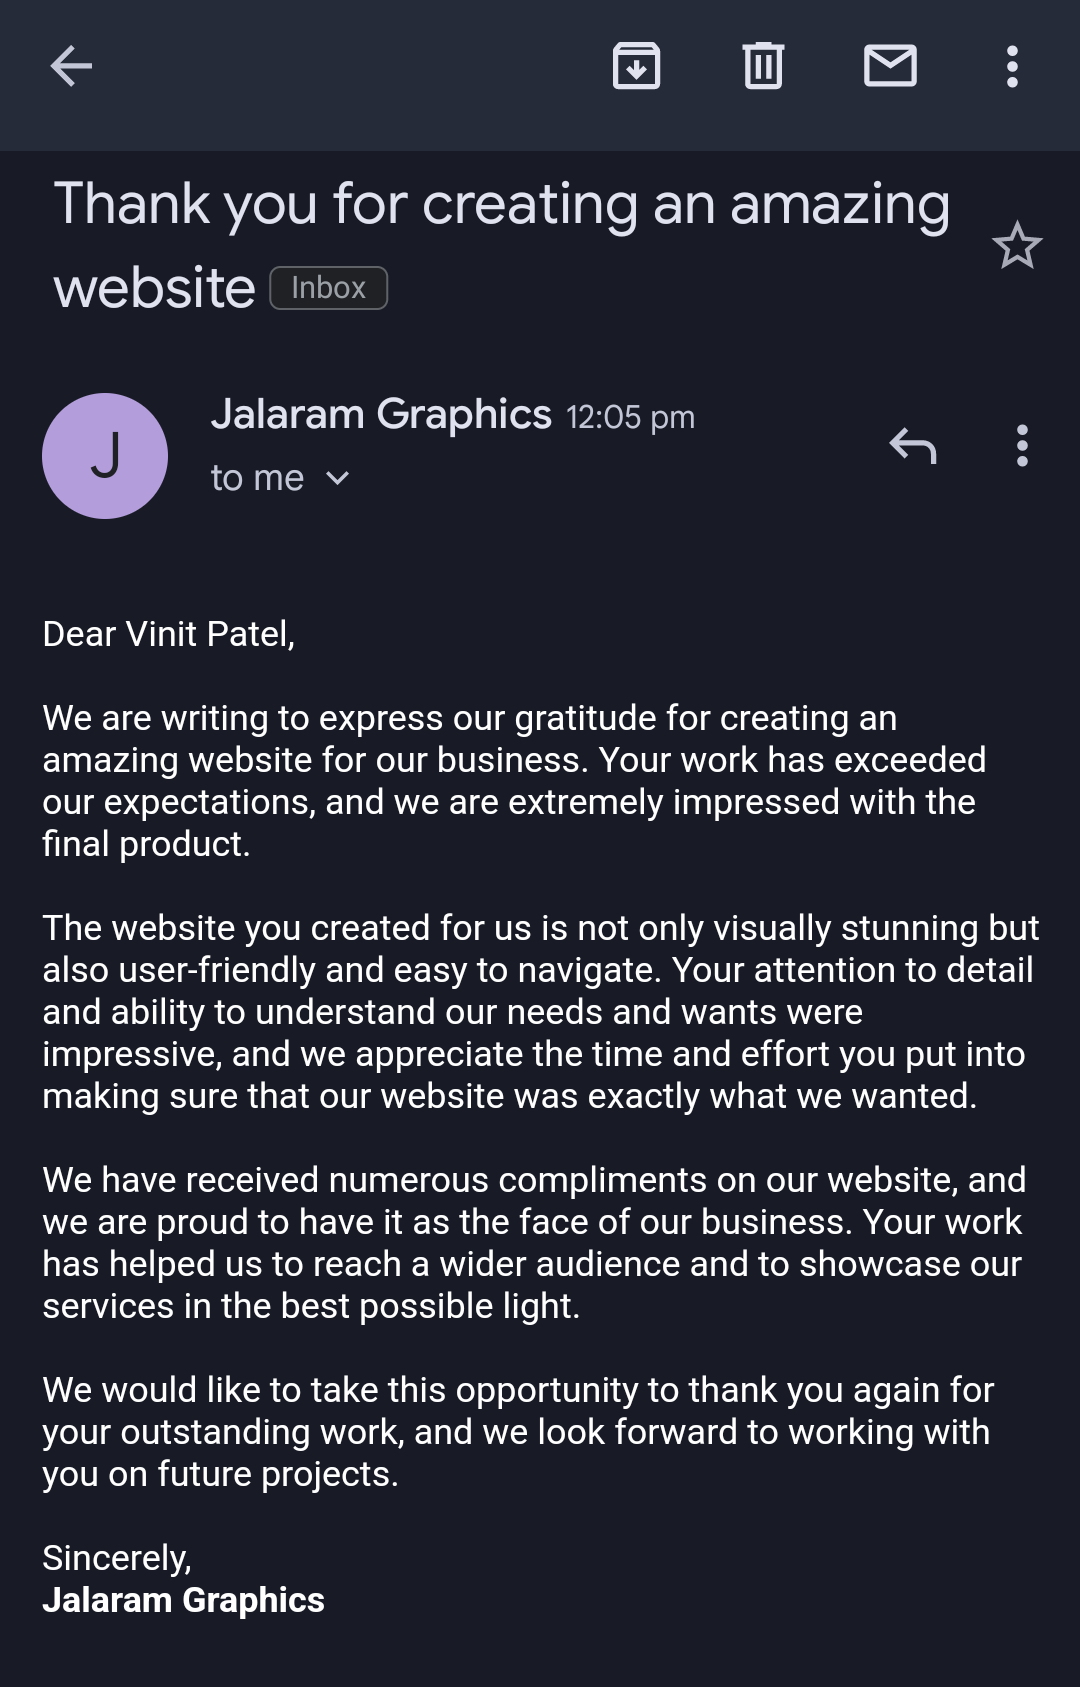 Thank you for creating an amazing
website Inbox
J
Jalaram Graphics 12:05 pm
to me
Dear Vinit Patel,
We are writing to express our gratitude for creating an
amazing website for our business. Your work has exceeded
our expectations, and we are extremely impressed with the
final product.
The website you created for us is not only visually stunning but
also user-friendly and easy to navigate. Your attention to detail
and ability to understand our needs and wants were
impressive, and we appreciate the time and effort you put into
making sure that our website was exactly what we wanted.
We have received numerous compliments on our website, and
we are proud to have it as the face of our business. Your work
has helped us to reach a wider audience and to showcase our
services in the best possible light.
We would like to take this opportunity to thank you again for
your outstanding work, and we look forward to working with
you on future projects.
Sincerely,
Jalaram Graphics